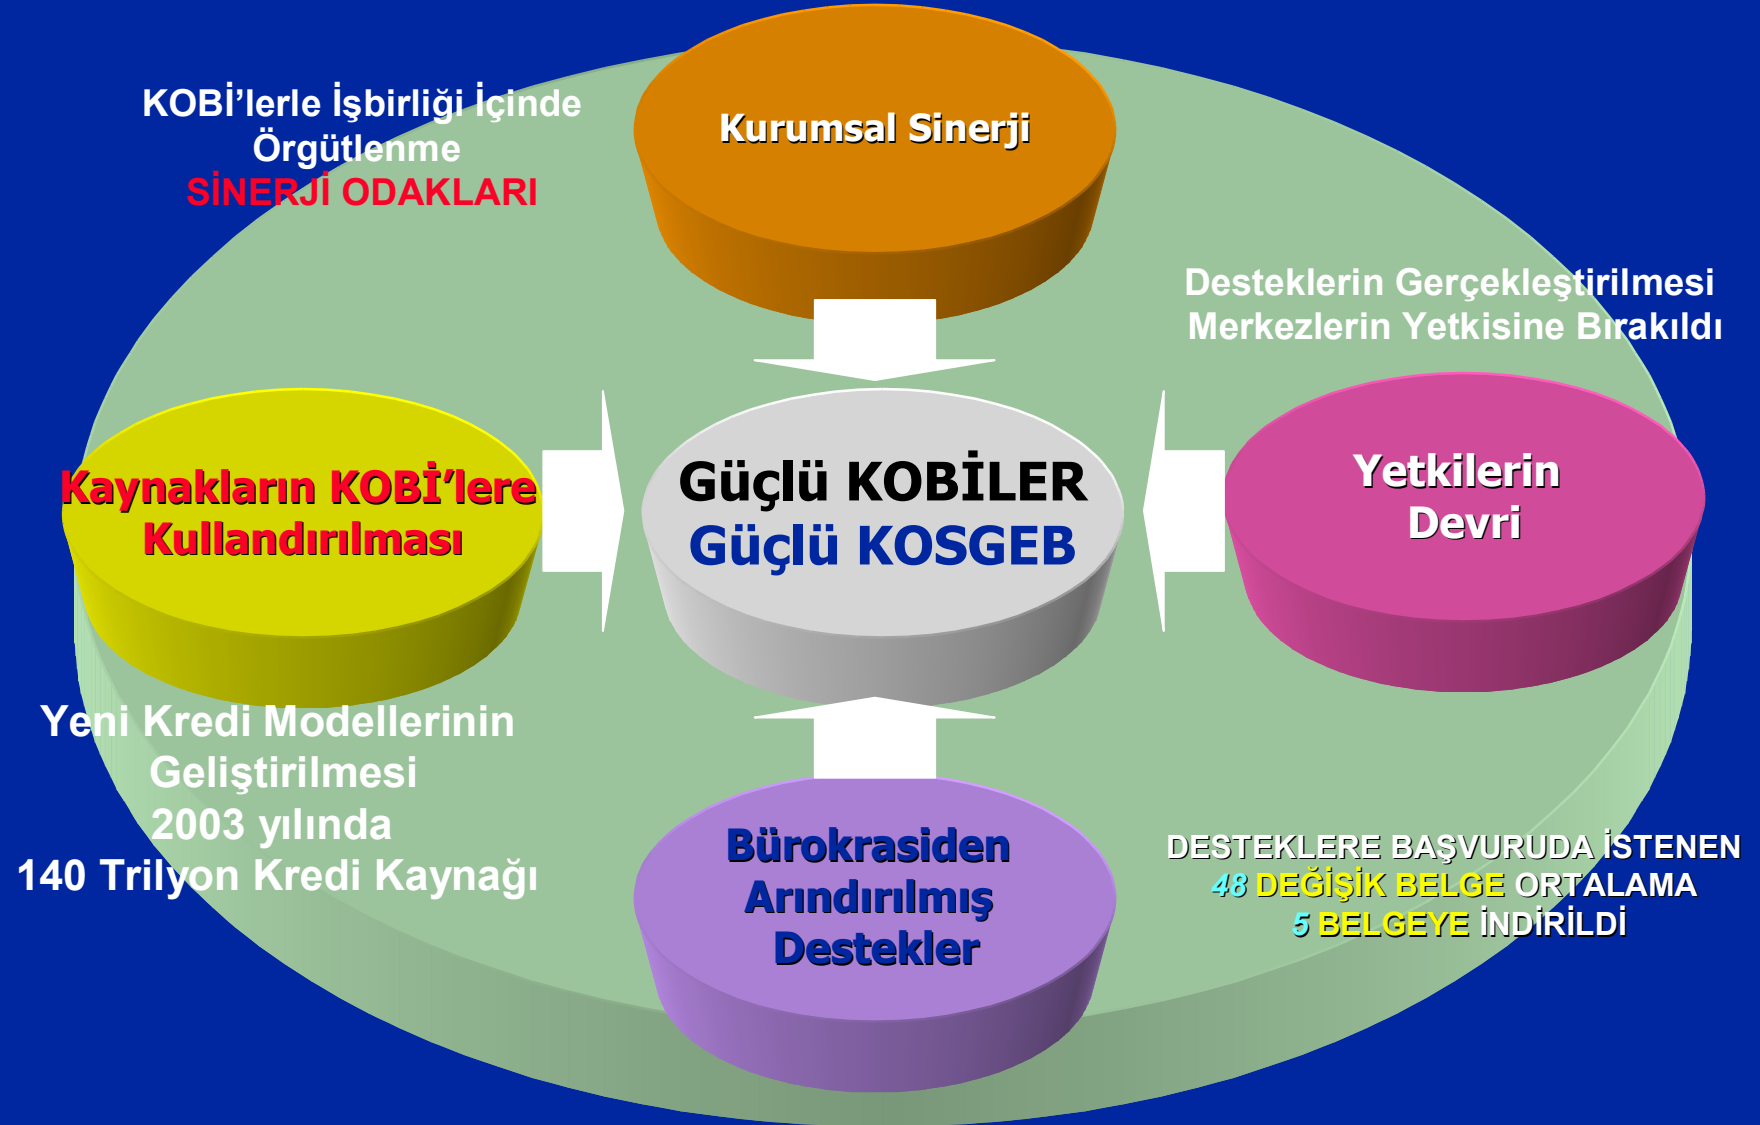 KOBİ’lerle İşbirliği İçinde
Örgütlenme
SİNERJİ ODAKLARI
Kurumsal Sinerji
Desteklerin Gerçekleştirilmesi
Merkezlerin Yetkisine Bırakıldı
Kaynakların KOBİ’lere
Kullandırılması
Güçlü KOBİLER
Güçlü KOSGEB
Yetkilerin
Devri
Yeni Kredi Modellerinin
Geliştirilmesi
2003 yılında
140 Trilyon Kredi Kaynağı
Bürokrasiden
Arındırılmış
Destekler
DESTEKLERE BAŞVURUDA İSTENEN
48 DEĞİŞİK BELGE ORTALAMA
5 BELGEYE İNDİRİLDİ